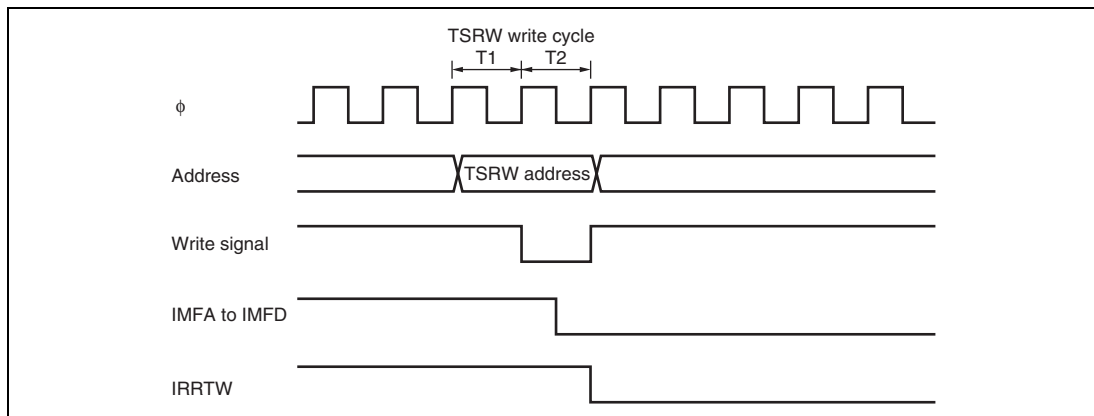 TSRW write cycle
T1 T2
ϕ
Address
TSRW address
Write signal
IMFA to IMFD
IRRTW